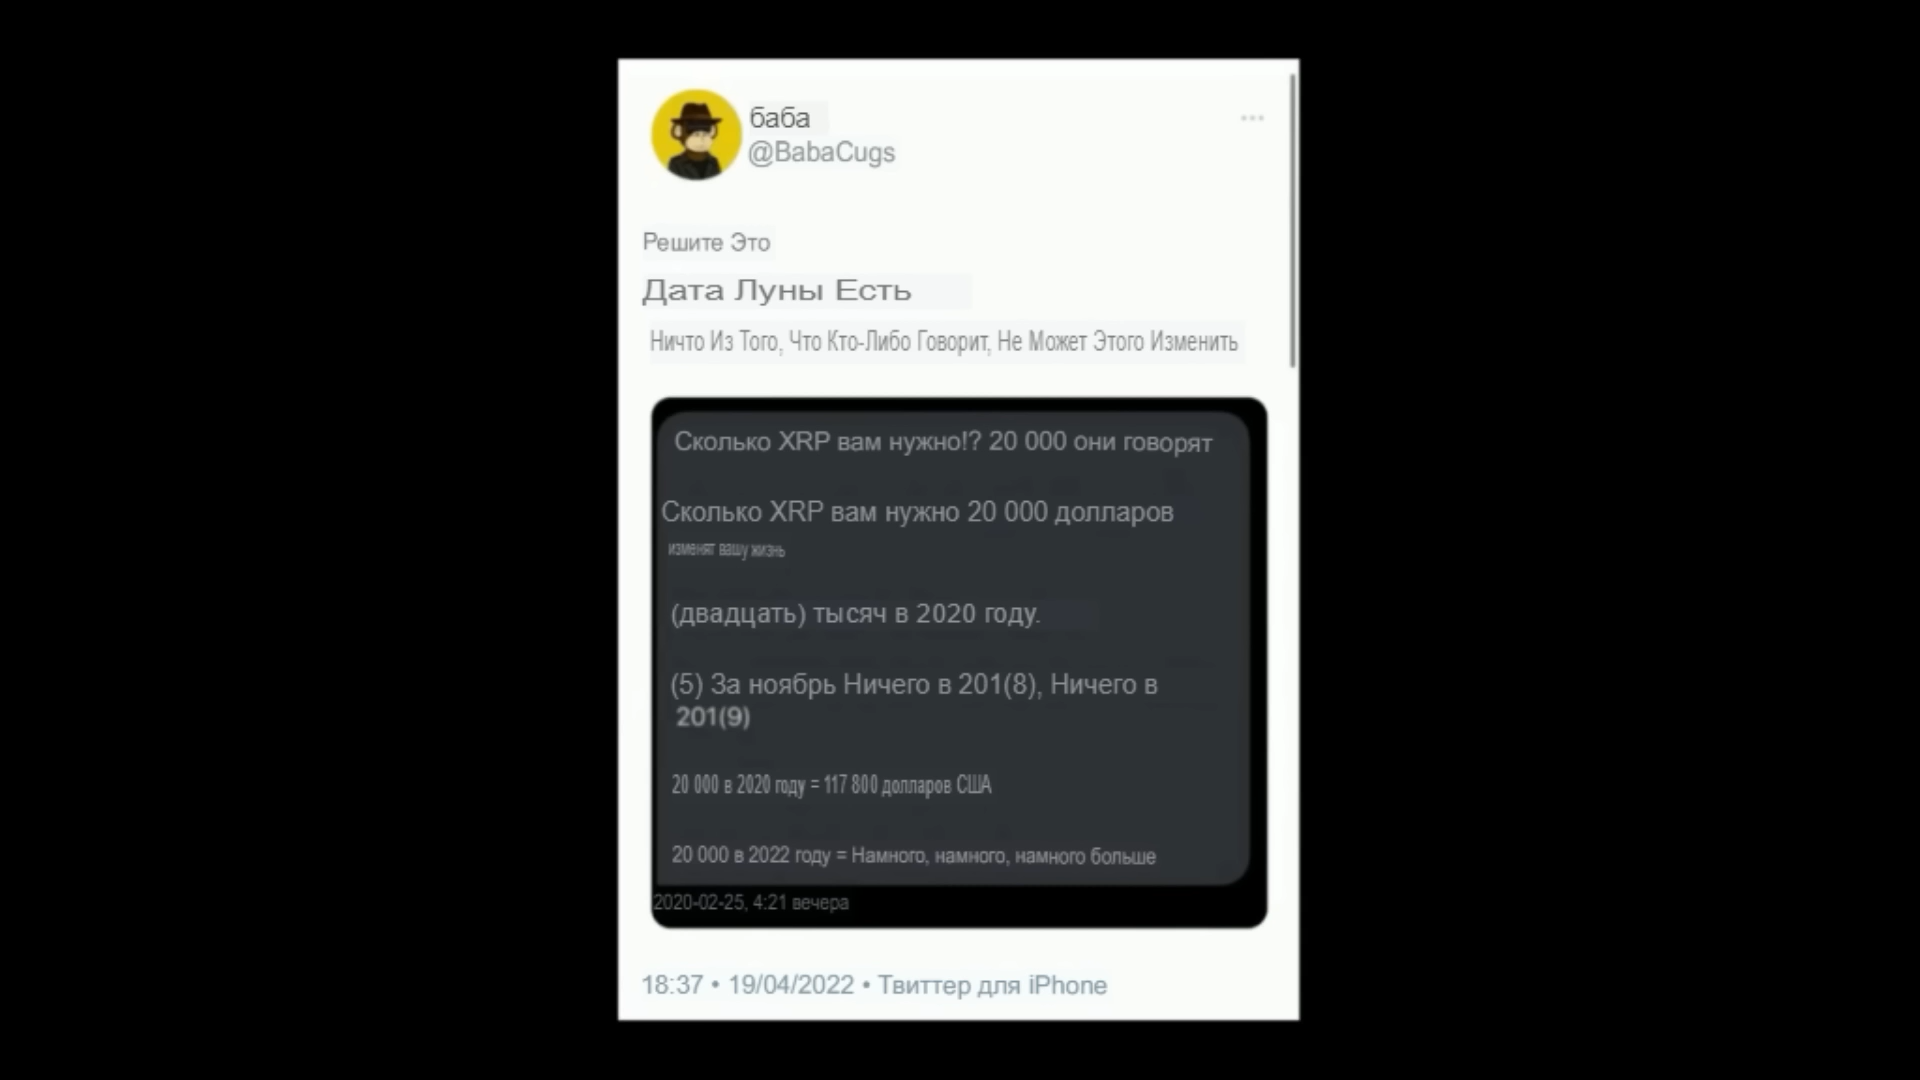 баба
@BabaCugs
Решите Это
Дата Луны Есть
Ничто Из Того, Что Кто-Либо Говорит, Не Может Этого Изменить
Сколько XRP вам нужно!? 20 000 они говорят
Сколько XRP вам нужно 20 000 долларов
изменят вашу жизнь
(двадцать) тысяч в 2020 году.
(5) За ноябрь Ничего в 201(8), Ничего в
201(9)
20 000 в 2020 году = 117 800 долларов США
20 000 в 2022 году = Намного, намного, намного больше
2020-02-25, 4:21 вечера
18:37 • 19/04/2022 • Твиттер для iPhone